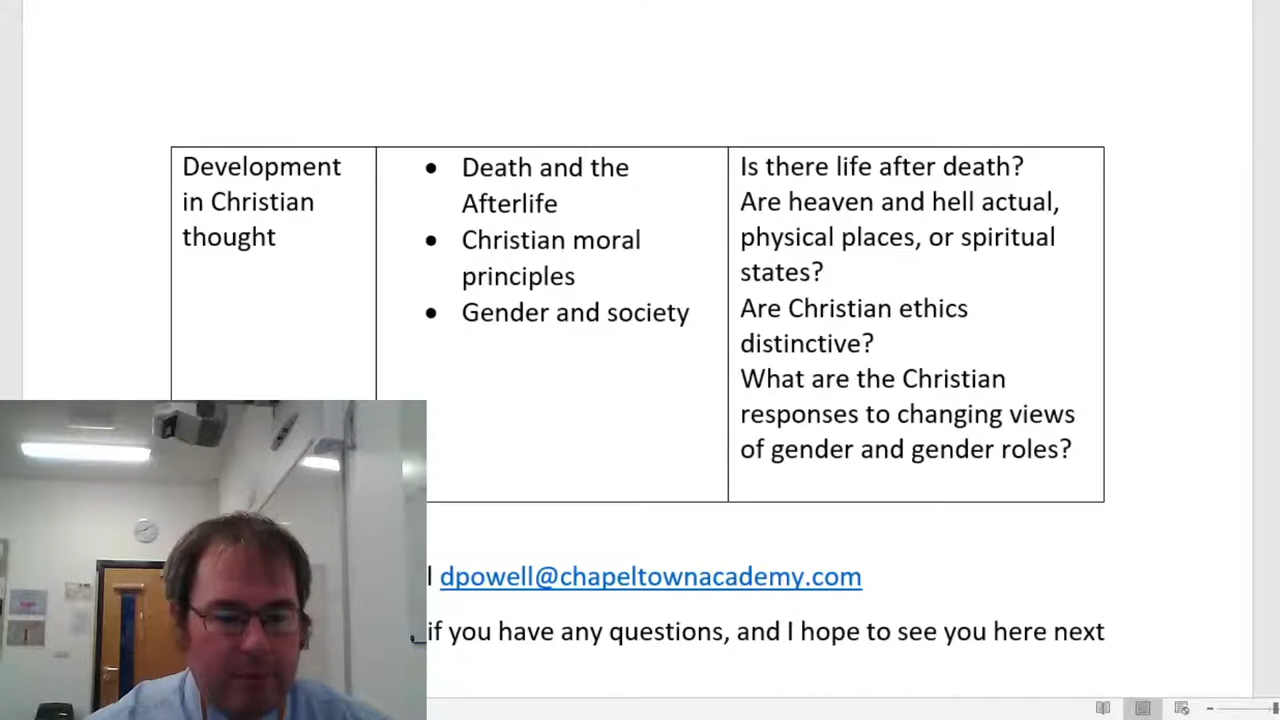 Development
in Christian
thought
• Death and the
Afterlife
• Christian moral
principles
• Gender and society
Is there life after death?
Are heaven and hell actual,
physical places, or spiritual
states?
Are Christian ethics
distinctive?
What are the Christian
responses to changing views
of gender and gender roles?
dpowell@chapeltownacademy.com
if you have any questions, and I hope to see you here next